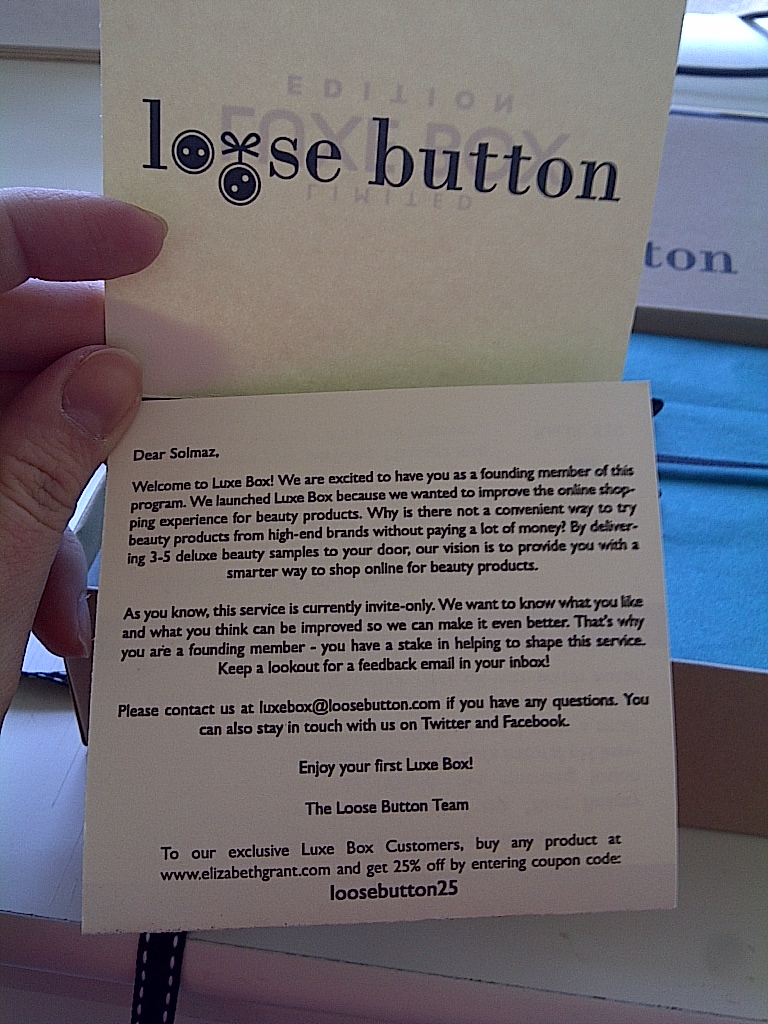 EDITION
LUXE BOX
LIMITED
loose button
ton
Dear Solmaz,
Welcome to Luxe Box! We are excited to have you as a founding member of this
program. We launched Luxe Box because we wanted to improve the online shop-
ping experience for beauty products. Why is there not a convenient way to try
beauty products from high-end brands without paying a lot of money? By deliver-
ing 3-5 deluxe beauty samples to your door, our vision is to provide you with a
smarter way to shop online for beauty products.
As you know, this service is currently invite-only. We want to know what you like
and what you think can be improved so we can make it even better. That's why
you are a founding member - you have a stake in helping to shape this service.
Keep a lookout for a feedback email in your inbox!
Please contact us at luxebox@loosebutton.com if you have any questions. You
can also stay in touch with us on Twitter and Facebook.
Enjoy your first Luxe Box!
The Loose Button Team
To our exclusive Luxe Box Customers, buy any product at
www.elizabethgrant.com and get 25% off by entering coupon code:
loosebutton25